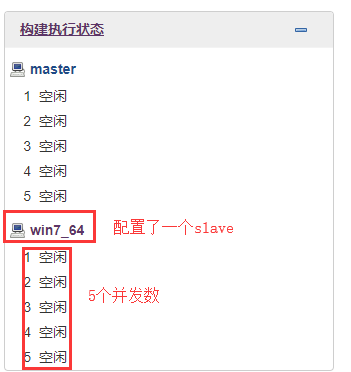 构建执行状态
master
1 空闲
2 空闲
3 空闲
4 空闲
5 空闲
win7_64 配置了一个slave
1 空闲
2 空闲
5个并发数
3 空闲
4 空闲
5 空闲